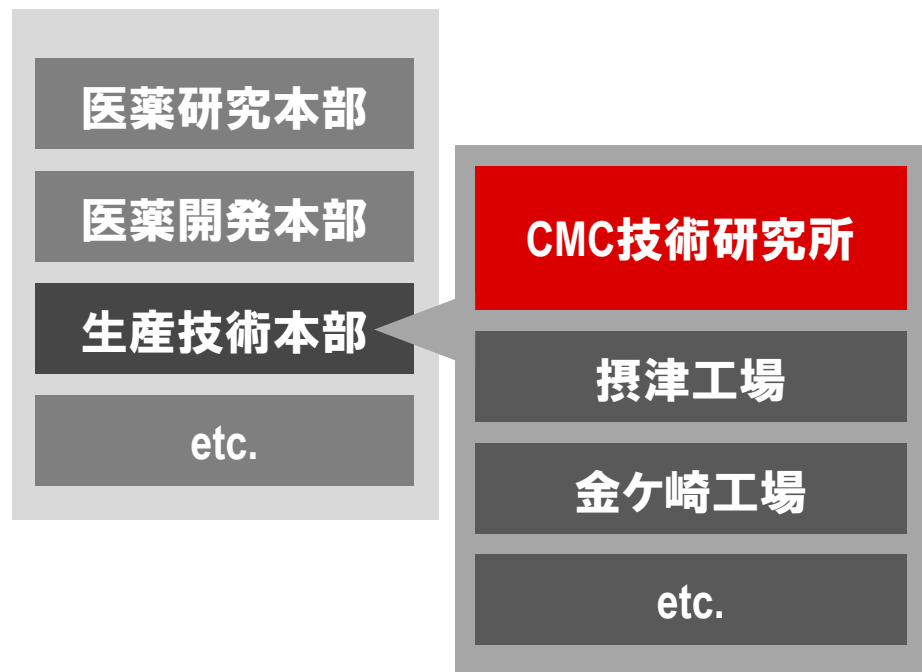 医薬研究本部
医薬開発本部
生産技術本部
etc.
CMC技術研究所
摂津工場
金ケ崎工場
etc.